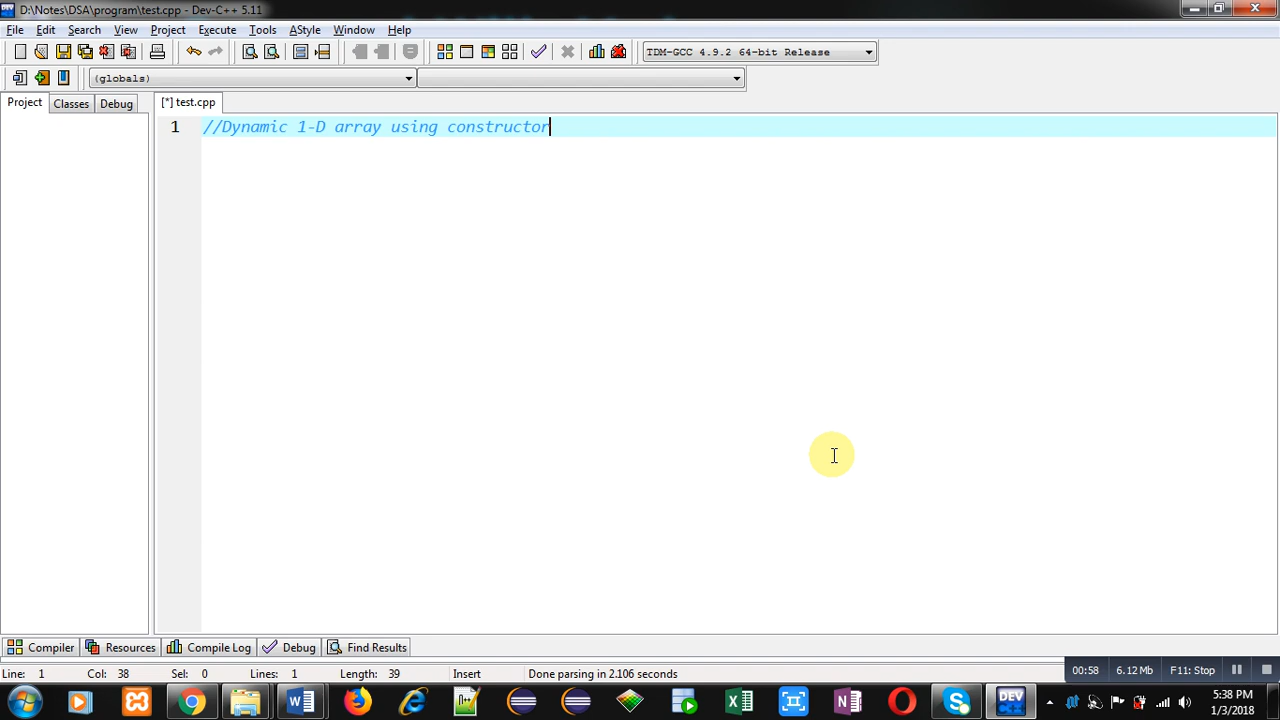 D:\Notes\DSA\program\test.cpp - Dev-C++ 5.11
File Edit Search View Project Execute Tools AStyle Window Help
TDM-GCC 4.9.2 64-bit Release
(globals)
Project Classes Debug [*] test.cpp
1 //Dynamic 1-D array using constructor
Compiler Resources Compile Log Debug Find Results
Line: 1 Col: 38 Sel: 0 Lines: 1 Length: 39 Insert Done parsing in 2.106 seconds
00:58 6.12 Mb F11: Stop
N++ W X N S DEV C++
5:38 PM
1/3/2018